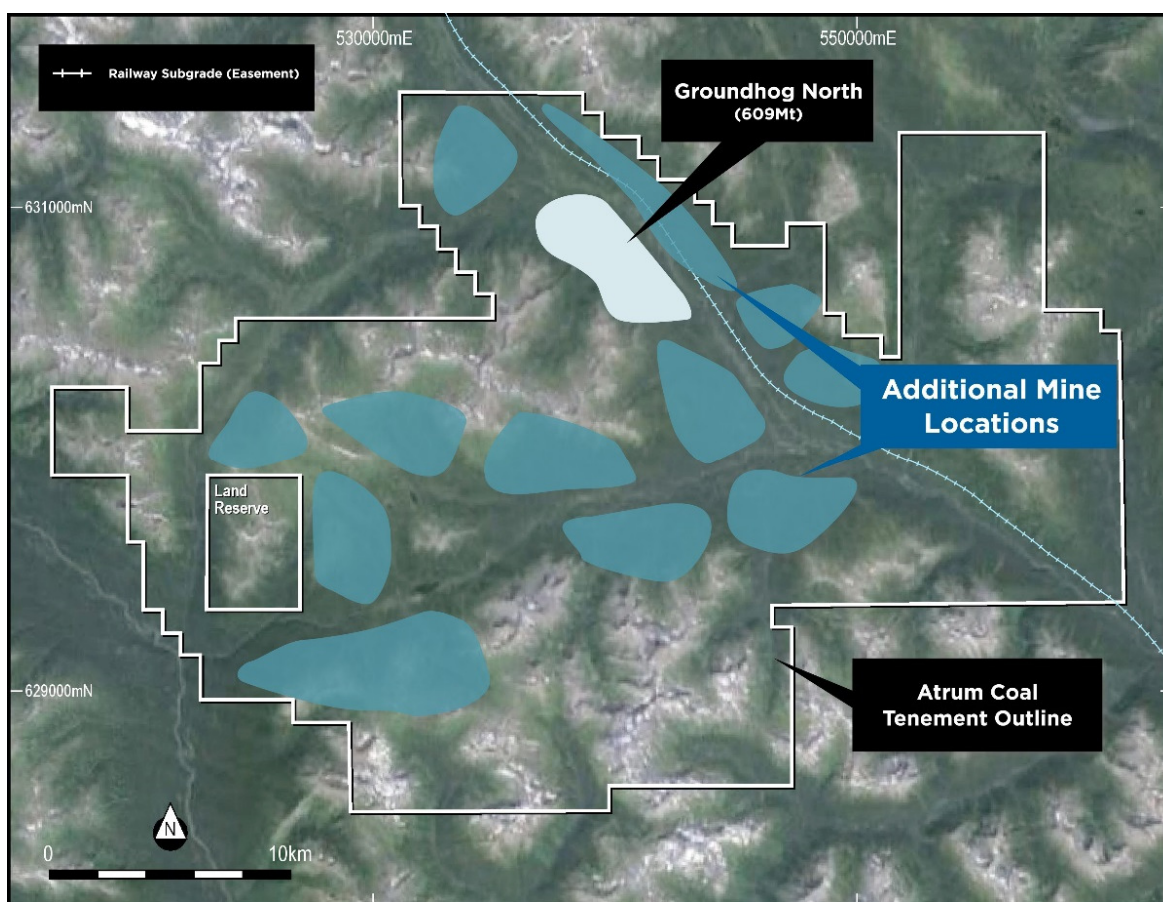 530000mE
550000mE
Railway Subgrade (Easement)
Groundhog North
(609Mt)
631000mN
Additional Mine
Locations
Land
Reserve
629000mN
Atrum Coal
Tenement Outline
N
0
10km